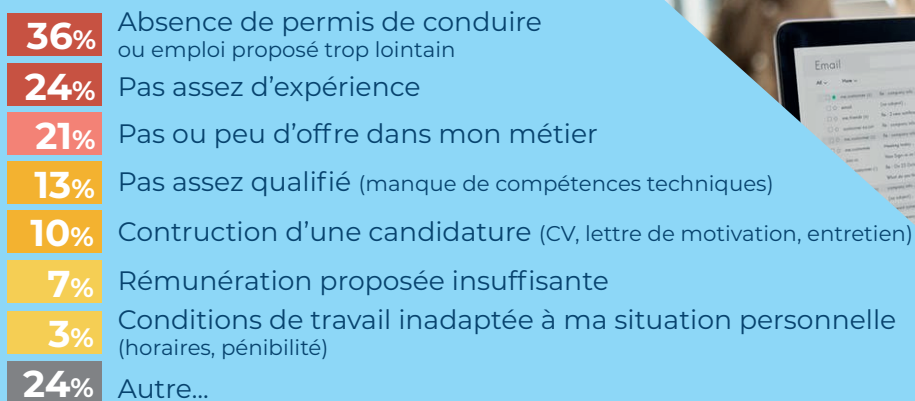 36% Absence de permis de conduire
ou emploi proposé trop lointain
24% Pas assez d'expérience
21% Pas ou peu d'offre dans mon métier
13% Pas assez qualifié (manque de compétences techniques)
10% Contruction d'une candidature (CV, lettre de motivation, entretien)
7% Rémunération proposée insuffisante
3% Conditions de travail inadaptée à ma situation personnelle
(horaires, pénibilité)
24% Autre...
Email